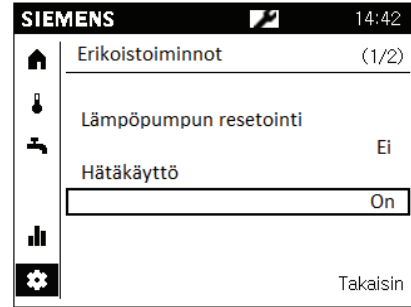 SIEMENS 14:42
Erikoistoiminnot (1/2)
Lämpöpumpun resetointi
Ei
Hätäkäyttö
On
Takaisin